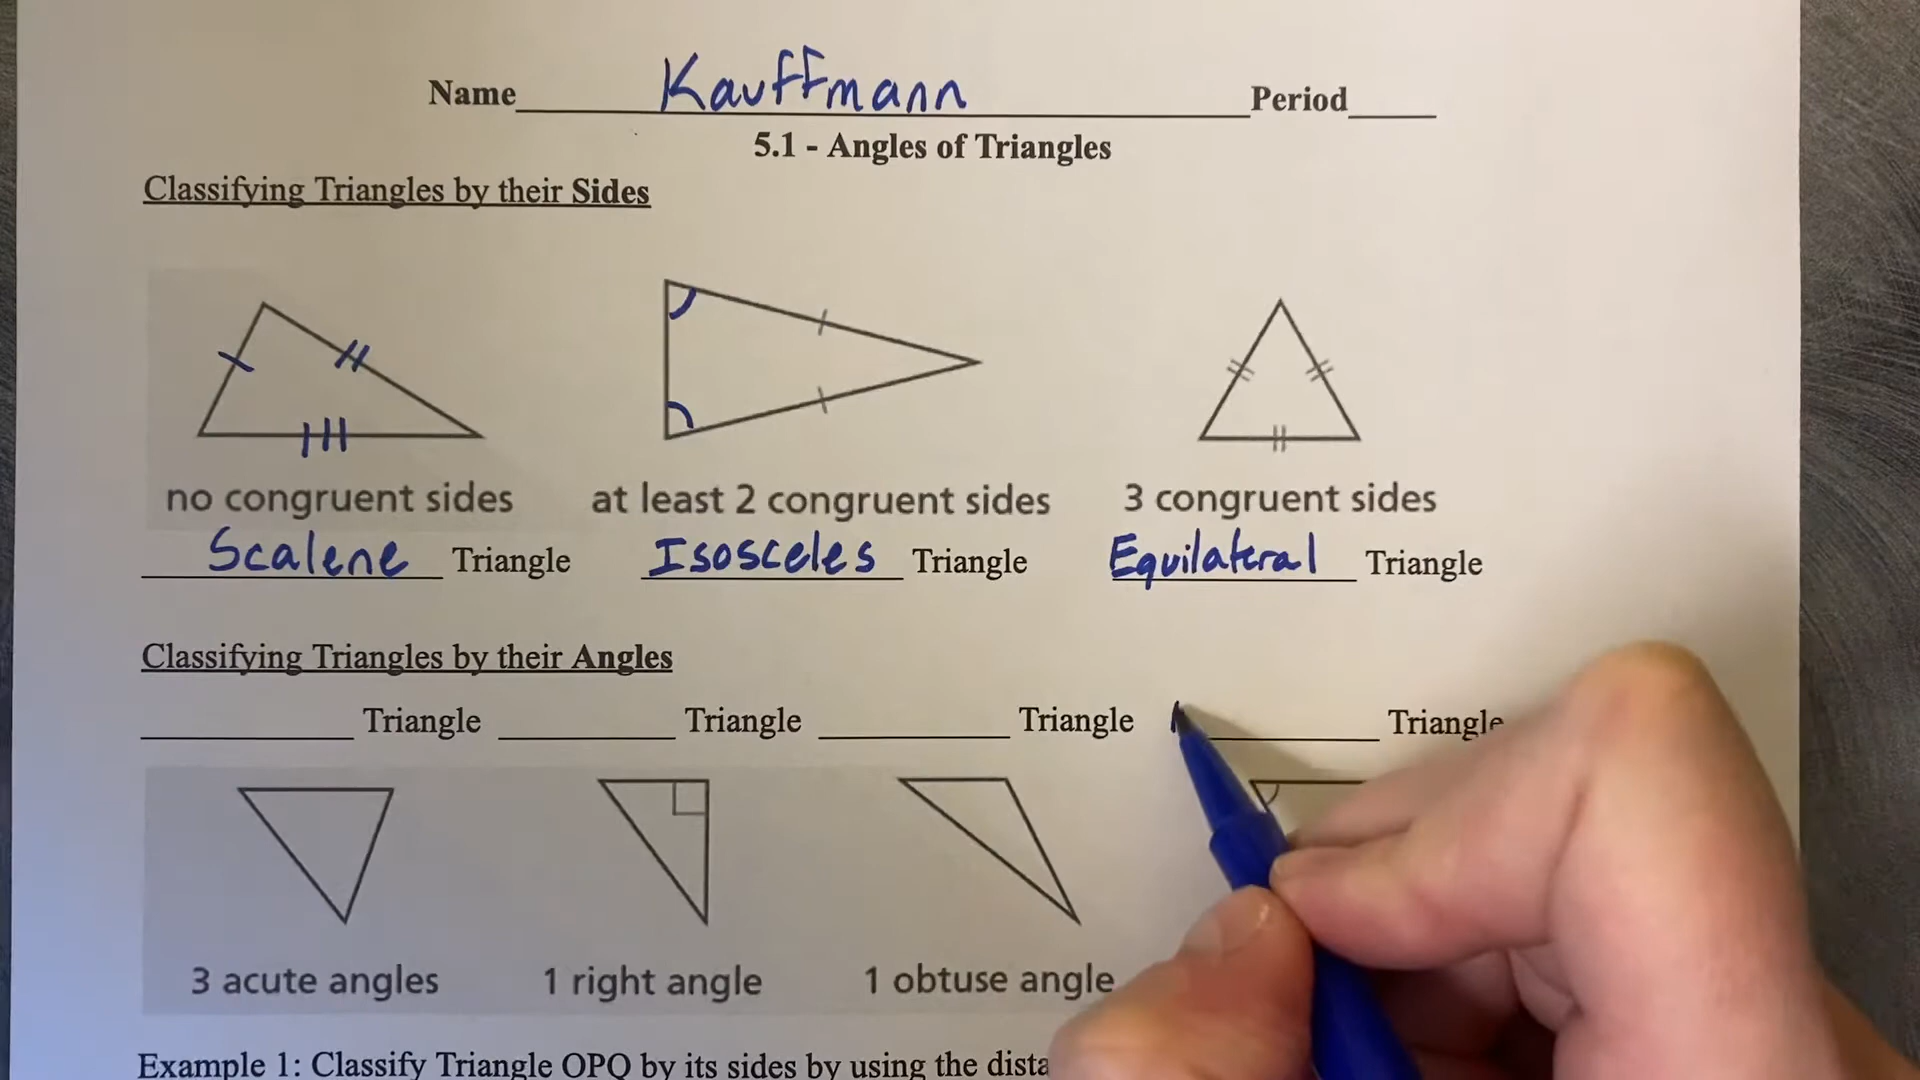 Name Kauffmann Period
5.1 - Angles of Triangles
Classifying Triangles by their Sides
no congruent sides at least 2 congruent sides 3 congruent sides
Scalene Triangle Isosceles Triangle Equilateral Triangle
Classifying Triangles by their Angles
Triangle Triangle Triangle Triangle
3 acute angles 1 right angle 1 obtuse angle
Example 1: Classify Triangle OPQ by its sides by using the dista